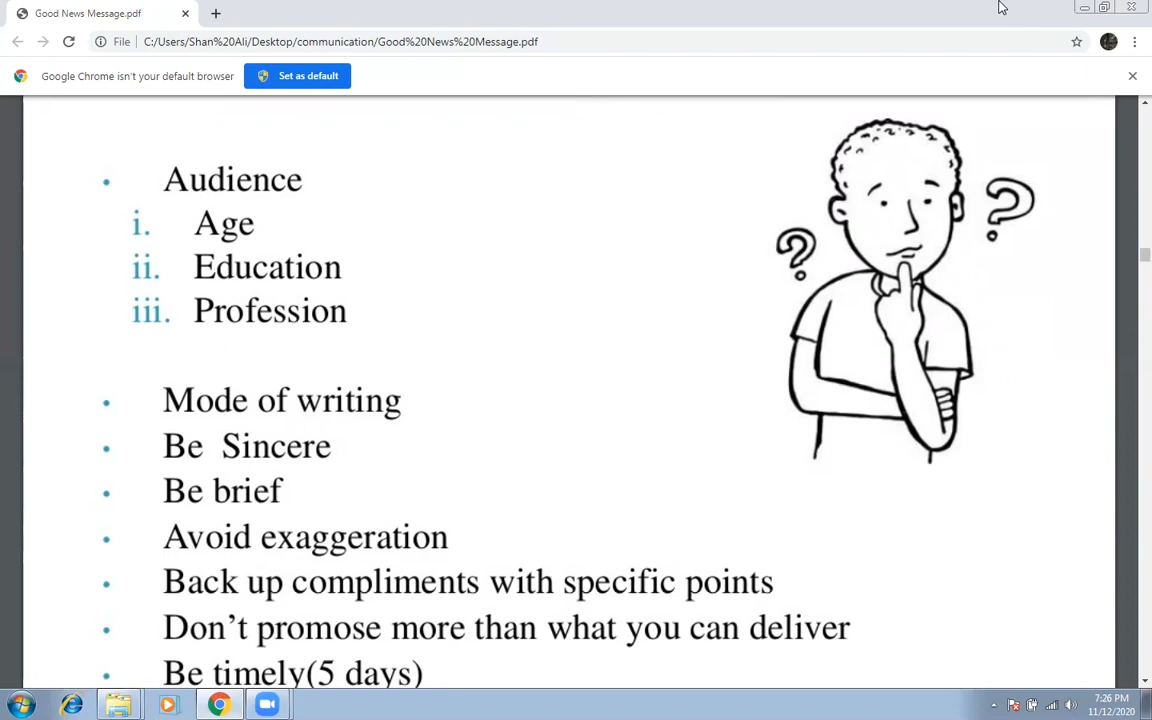 Good News Message.pdf
File C:/Users/Shan%20Ali/Desktop/communication/Good%20News%20Message.pdf
Google Chrome isn't your default browser Set as default
• Audience
i. Age
ii. Education
iii. Profession
• Mode of writing
• Be Sincere
• Be brief
• Avoid exaggeration
• Back up compliments with specific points
• Don't promose more than what you can deliver
• Be timely(5 days)
? ?
7:26 PM
11/12/2020